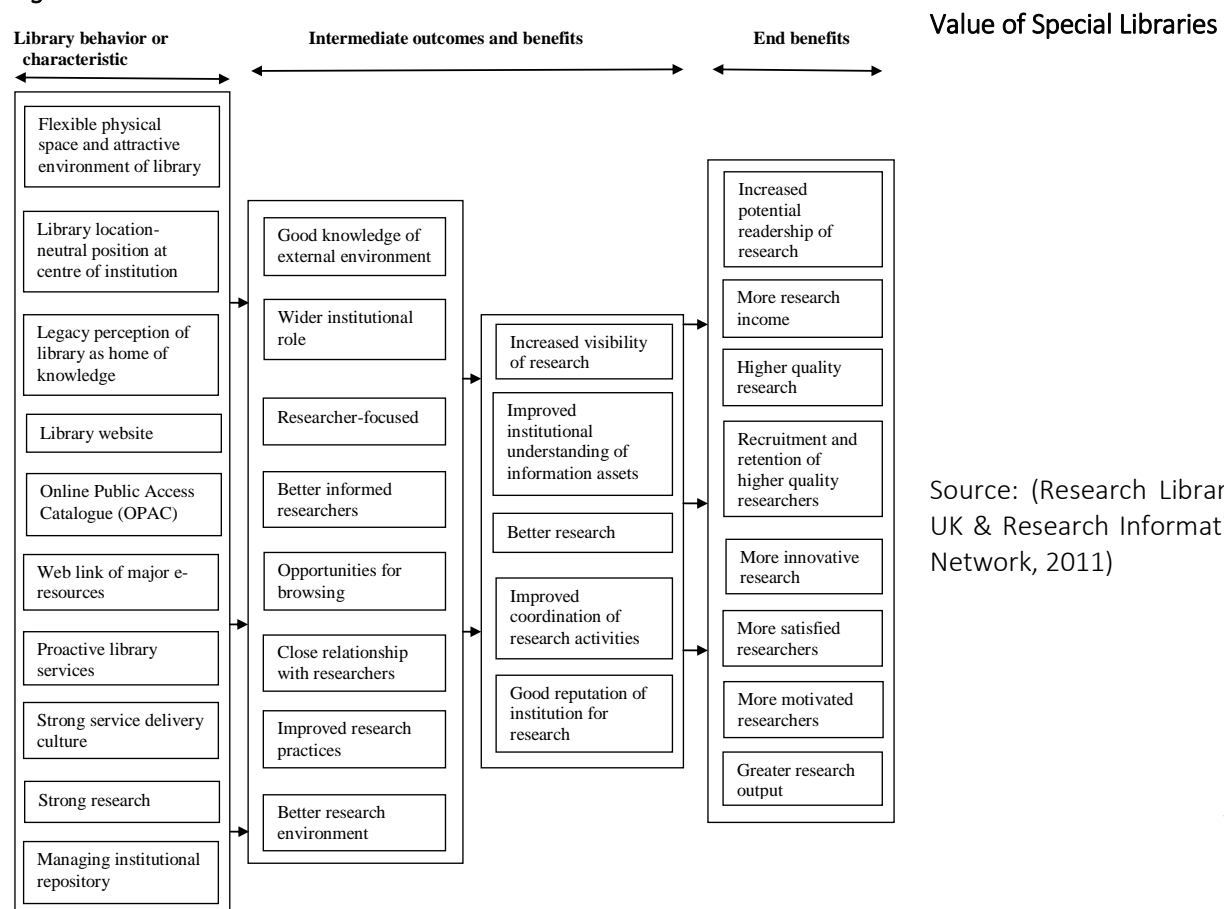 Value of Special Libraries
Library behavior or
characteristic
Intermediate outcomes and benefits
End benefits
Flexible physical
space and attractive
environment of library
Library location-
neutral position at
centre of institution
Legacy perception of
library as home of
knowledge
Library website
Online Public Access
Catalogue (OPAC)
Web link of major e-
resources
Proactive library
services
Strong service delivery
culture
Strong research
Managing institutional
repository
Good knowledge of
external environment
Wider institutional
role
Researcher-focused
Better informed
researchers
Opportunities for
browsing
Close relationship
with researchers
Improved research
practices
Better research
environment
Increased visibility
of research
Improved
institutional
understanding of
information assets
Better research
Improved
coordination of
research activities
Good reputation of
institution for
research
Increased
potential
readership of
research
More research
income
Higher quality
research
Recruitment and
retention of
higher quality
researchers
More innovative
research
More satisfied
researchers
More motivated
researchers
Greater research
output
Source: (Research Librar
UK & Research Informat
Network, 2011)